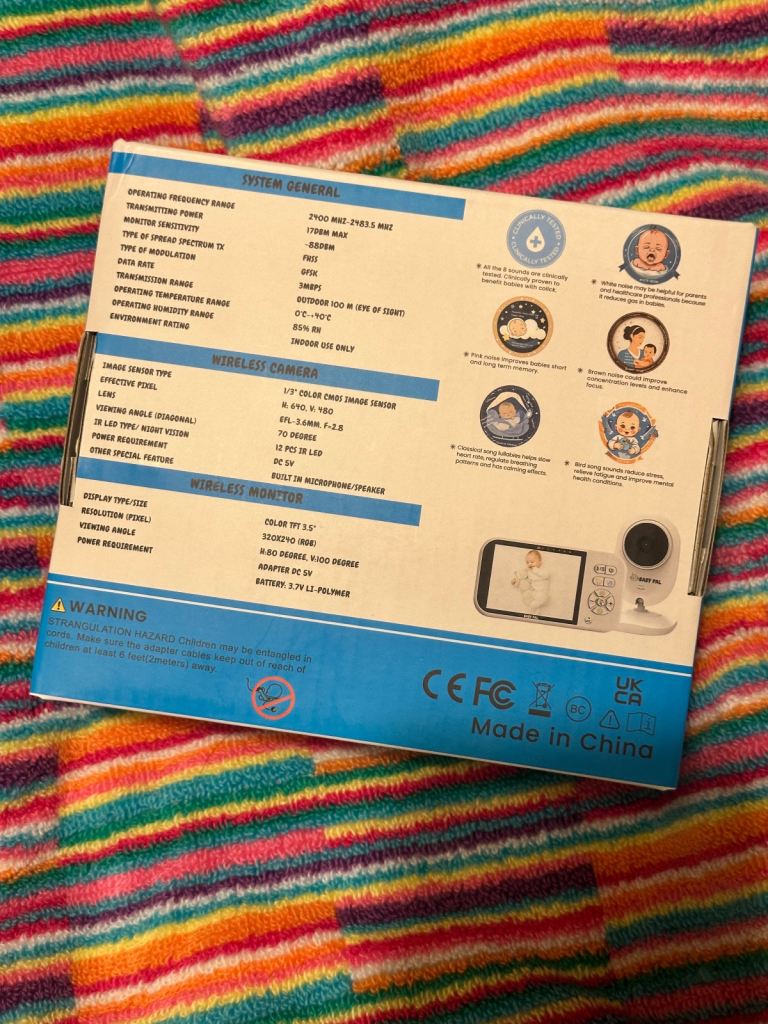 SYSTEM GENERAL
OPERATING FREQUENCY RANGE 2400 MHZ-2483.5 MHZ
TRANSMITTING POWER 17DBM MAX
MONITOR SENSITIVITY -88DBM
TYPE OF SPREAD SPECTRUM TX FHSS
TYPE OF MODULATION GFSK
DATA RATE 3MBPS
TRANSMISSION RANGE OUTDOOR 100 M (EYE OF SIGHT)
OPERATING TEMPERATURE RANGE 0°C~+40°C
OPERATING HUMIDITY RANGE 85% RH
ENVIRONMENT RATING INDOOR USE ONLY
WIRELESS CAMERA
IMAGE SENSOR TYPE 1/3" COLOR CMOS IMAGE SENSOR
EFFECTIVE PIXEL H: 640, V: 480
LENS EFL-3.6MM, F=2.8
VIEWING ANGLE (DIAGONAL) 70 DEGREE
IR LED TYPE/ NIGHT VISION 12 PCS IR LED
POWER REQUIREMENT DC 5V
OTHER SPECIAL FEATURE BUILT IN MICROPHONE/SPEAKER
WIRELESS MONITOR
DISPLAY TYPE/SIZE COLOR TFT 3.5"
RESOLUTION (PIXEL) 320X240 (RGB)
VIEWING ANGLE H:80 DEGREE, V:100 DEGREE
POWER REQUIREMENT ADAPTER DC 5V
BATTERY: 3.7V LI-POLYMER
CLINICALLY TESTED
CLINICALLY TESTED
* All the 8 sounds are clinically
tested. Clinically proven to
benefit babies with colick.
* White noise may be helpful for parents
and healthcare professionals because
it reduces gas in babies.
* Pink noise improves babies short
and long term memory.
* Brown noise could improve
concentration levels and enhance
focus.
* Classical song lullabies helps slow
heart rate, regulate breathing
patterns and has calming effects.
* Bird song sounds reduce stress,
relieve fatigue and improve mental
health conditions.
BABY PAL
WARNING
STRANGULATION HAZARD Children may be entangled in
cords. Make sure the adapter cables keep out of reach of
children at least 6 feet(2meters) away.
CE FC BC UK
CA
Made in China